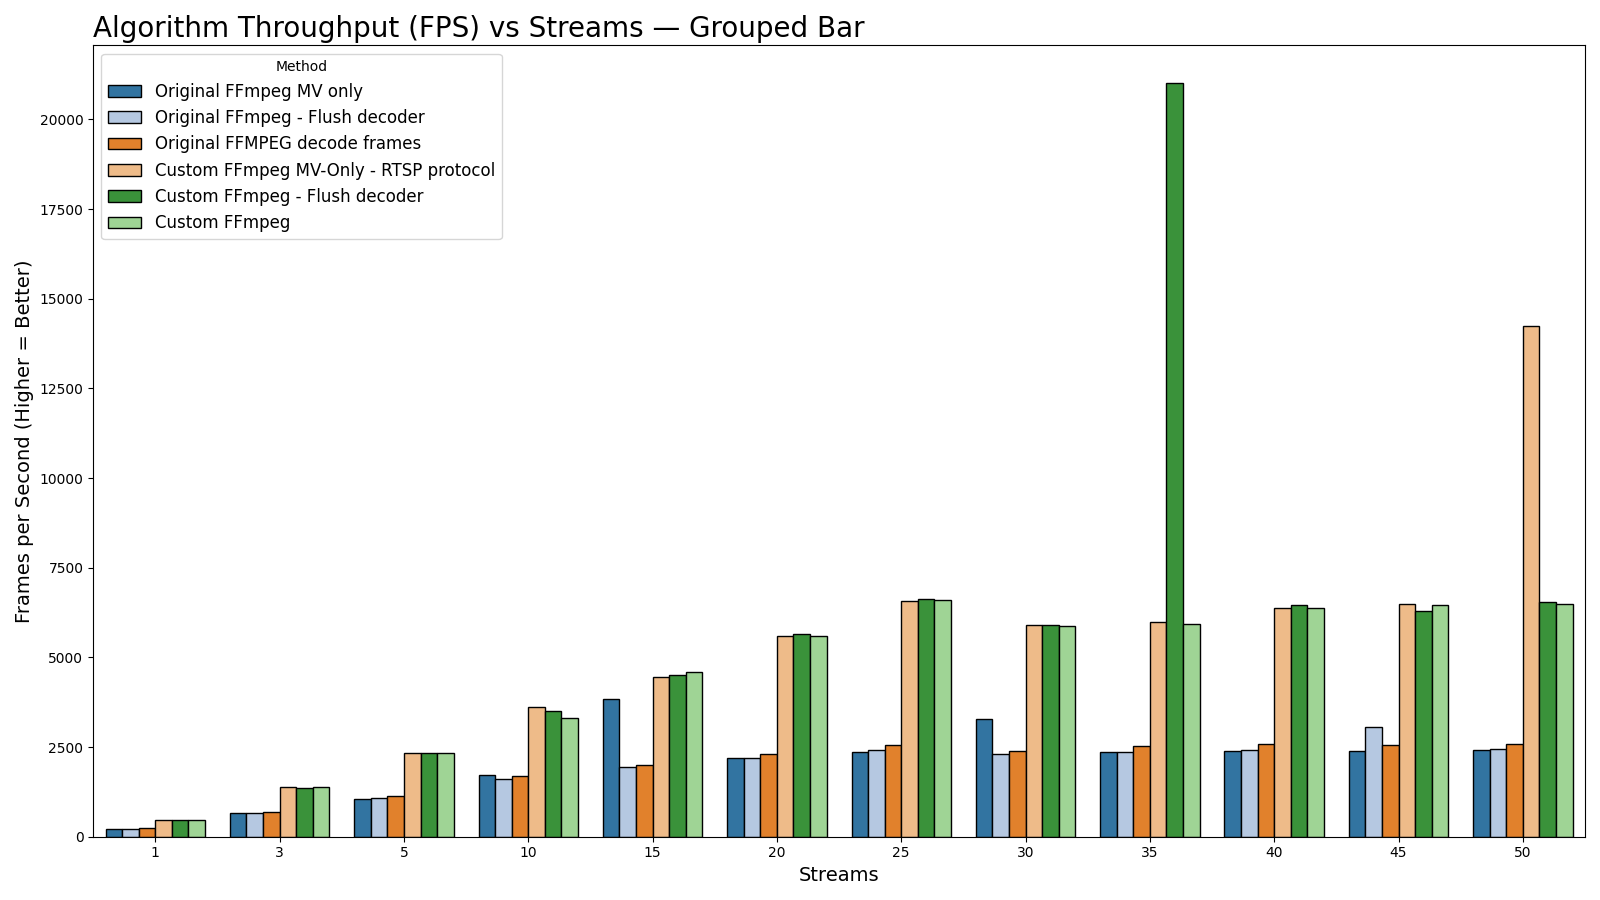 Algorithm Throughput (FPS) vs Streams — Grouped Bar
Method
Original FFmpeg MV only
Original FFmpeg - Flush decoder
Original FFMPEG decode frames
Custom FFmpeg MV-Only - RTSP protocol
Custom FFmpeg - Flush decoder
Custom FFmpeg
Frames per Second (Higher = Better)
20000
17500
15000
12500
10000
7500
5000
2500
0
1 3 5 10 15 20 25 30 35 40 45 50
Streams